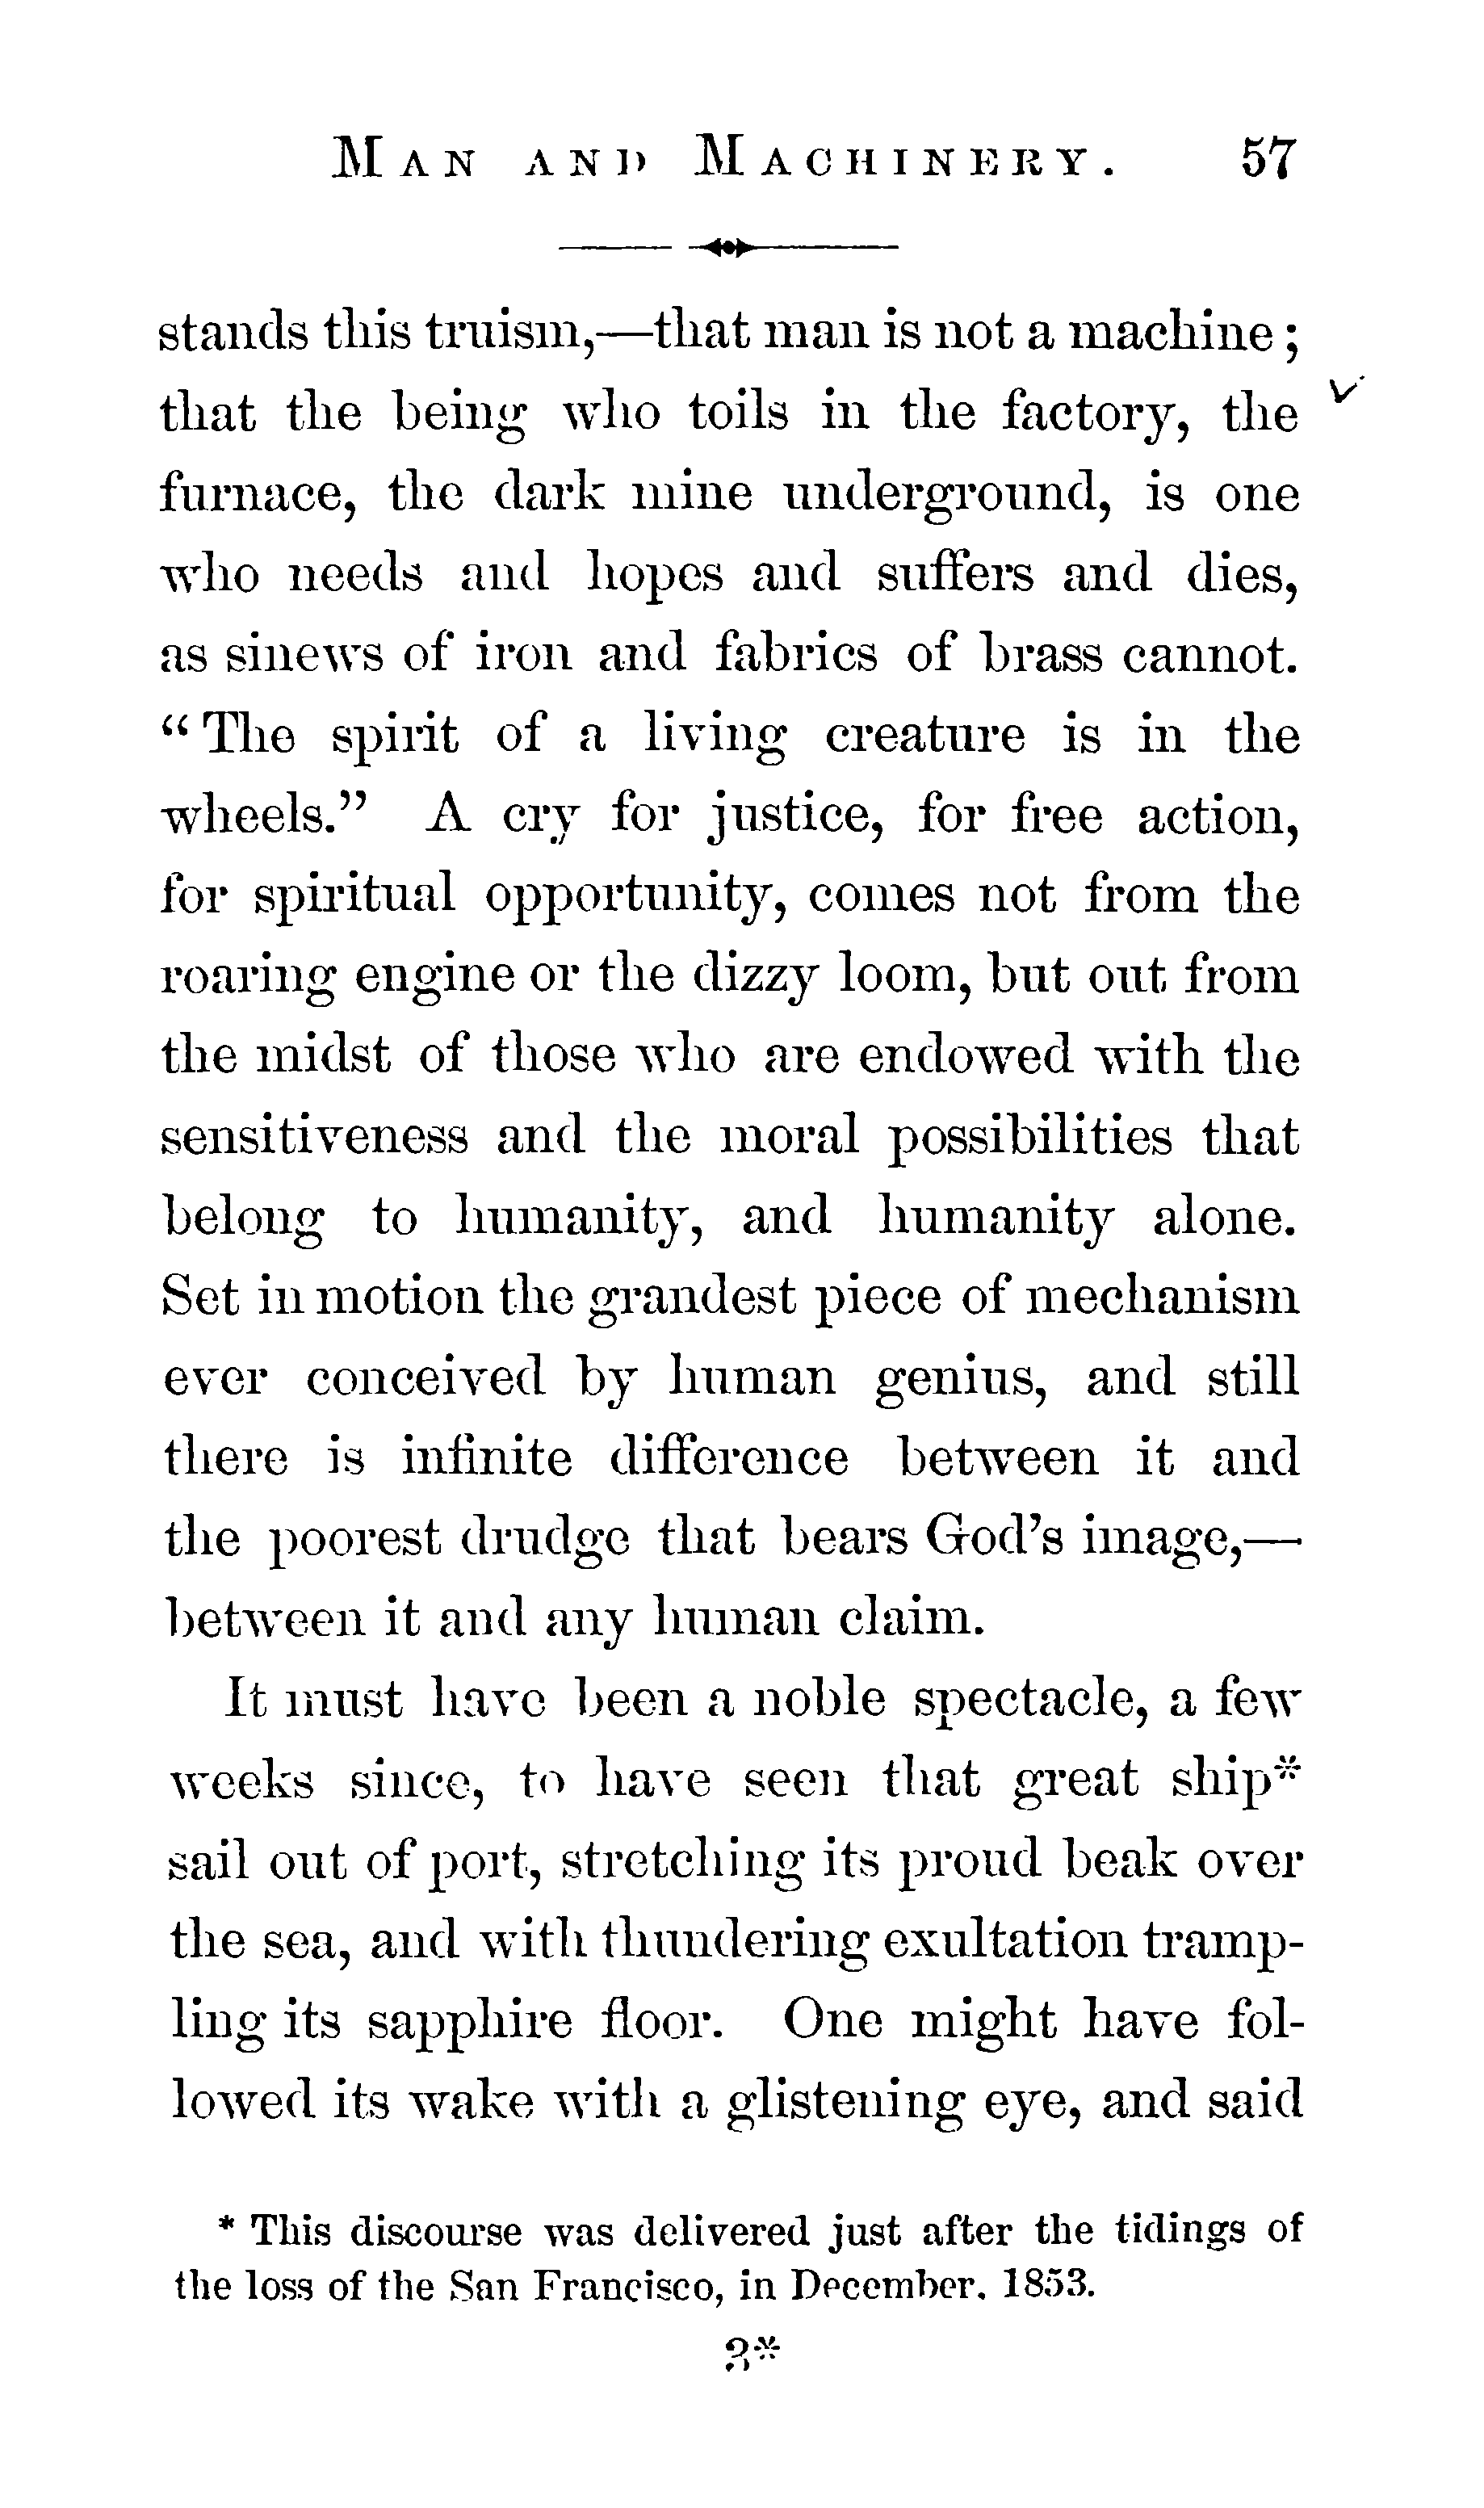 MAN AND MACHINERY. 57
stands this truism,—that man is not a machine;
that the being who toils in the factory, the
furnace, the dark mine underground, is one
who needs and hopes and suffers and dies,
as sinews of iron and fabrics of brass cannot.
“The spirit of a living creature is in the
wheels.” A cry for justice, for free action,
for spiritual opportunity, comes not from the
roaring engine or the dizzy loom, but out from
the midst of those who are endowed with the
sensitiveness and the moral possibilities that
belong to humanity, and humanity alone.
Set in motion the grandest piece of mechanism
ever conceived by human genius, and still
there is infinite difference between it and
the poorest drudge that bears God's image,—
between it and any human claim.
It must have been a noble spectacle, a few
weeks since, to have seen that great ship*
sail out of port, stretching its proud beak over
the sea, and with thundering exultation tramp-
ling its sapphire floor. One might have fol-
lowed its wake with a glistening eye, and said
* This discourse was delivered just after the tidings of
the loss of the San Francisco, in December, 1853.
3*